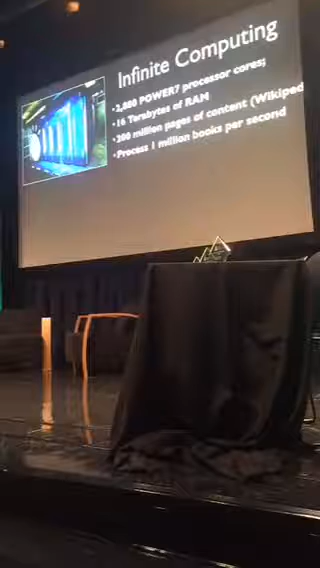 Infinite Computing
•2,880 POWER7 processor cores;
•16 Terabytes of RAM
•200 million pages of content (Wikiped
•Process 1 million books per second